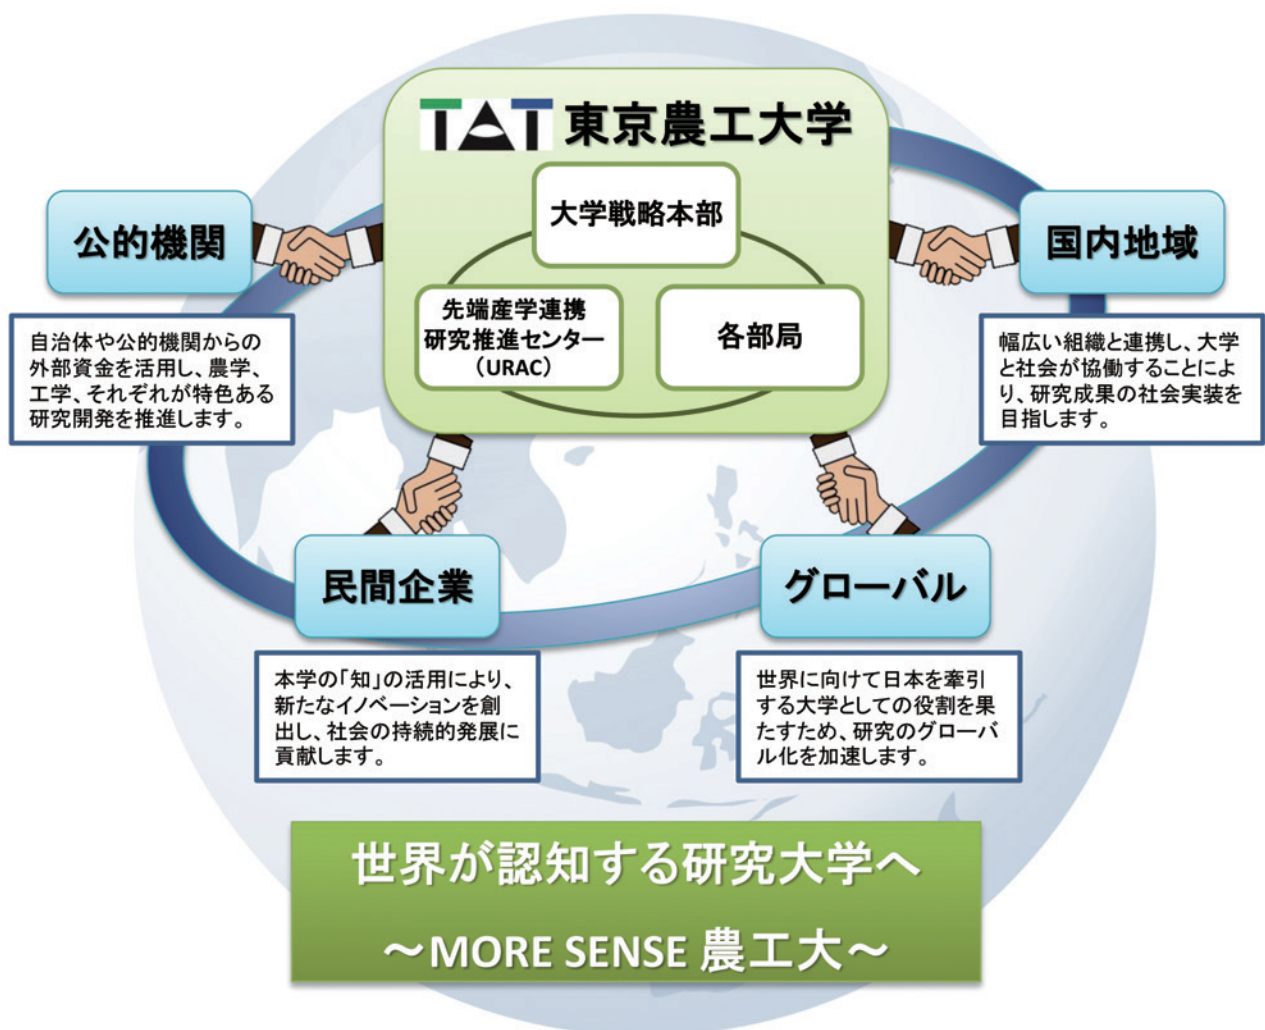 TAT 東京農工大学
大学戦略本部
先端産学連携
研究推進センター
（URAC）
各部局
公的機関
自治体や公的機関からの
外部資金を活用し、農学、
工学、それぞれが特色ある
研究開発を推進します。
国内地域
幅広い組織と連携し、大学
と社会が協働することによ
り、研究成果の社会実装を
目指します。
民間企業
本学の「知」の活用により、
新たなイノベーションを創
出し、社会の持続的発展に
貢献します。
グローバル
世界に向けて日本を牽引
する大学としての役割を果
たすため、研究のグローバ
ル化を加速します。
世界が認知する研究大学へ
～MORE SENSE 農工大～